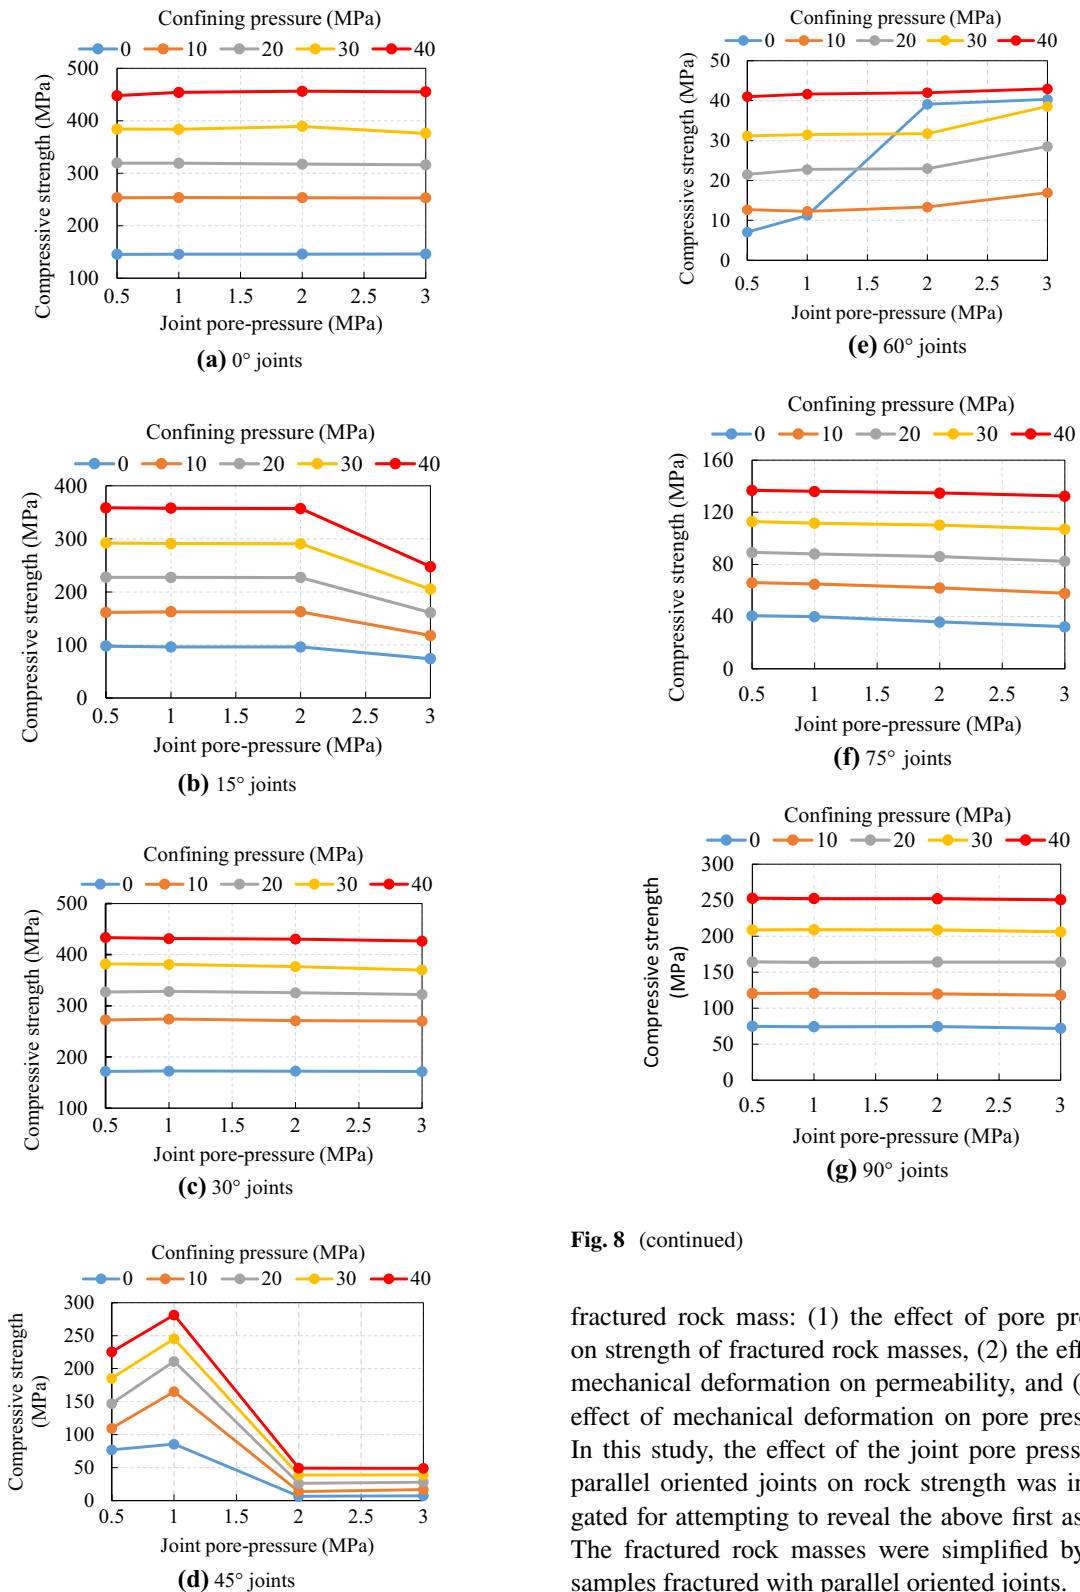 Confining pressure (MPa)
0 10 20 30 40
Compressive strength (MPa)
500
400
300
200
100
0.5 1 1.5 2 2.5 3
Joint pore-pressure (MPa)
(a) 0° joints
Confining pressure (MPa)
0 10 20 30 40
Compressive strength (MPa)
400
300
200
100
0
0.5 1 1.5 2 2.5 3
Joint pore-pressure (MPa)
(b) 15° joints
Confining pressure (MPa)
0 10 20 30 40
Compressive strength (MPa)
500
400
300
200
100
0.5 1 1.5 2 2.5 3
Joint pore-pressure (MPa)
(c) 30° joints
Confining pressure (MPa)
0 10 20 30 40
Compressive strength
(MPa)
300
250
200
150
100
50
0
0.5 1 1.5 2 2.5 3
Joint pore-pressure (MPa)
(d) 45° joints
Confining pressure (MPa)
0 10 20 30 40
Compressive strength (MPa)
50
40
30
20
10
0
0.5 1 1.5 2 2.5 3
Joint pore-pressure (MPa)
(e) 60° joints
Confining pressure (MPa)
0 10 20 30 40
Compressive strength (MPa)
160
120
80
40
0
0.5 1 1.5 2 2.5 3
Joint pore-pressure (MPa)
(f) 75° joints
Confining pressure (MPa)
0 10 20 30 40
Compressive strength
(MPa)
300
250
200
150
100
50
0
0.5 1 1.5 2 2.5 3
Joint pore-pressure (MPa)
(g) 90° joints
Fig. 8 (continued)
fractured rock mass: (1) the effect of pore pre
on strength of fractured rock masses, (2) the eff
mechanical deformation on permeability, and (
effect of mechanical deformation on pore pres
In this study, the effect of the joint pore press
parallel oriented joints on rock strength was in
gated for attempting to reveal the above first as
The fractured rock masses were simplified by
samples fractured with parallel oriented joints.